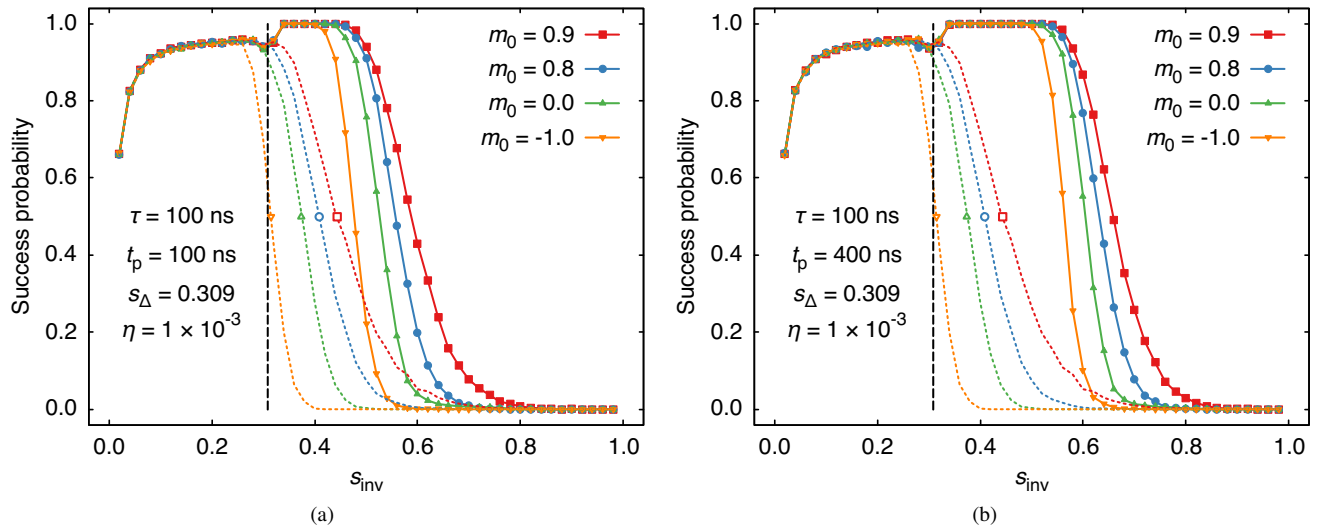 1.0
0.8
0.6
0.4
0.2
0.0
Success probability
m0 = 0.9
m0 = 0.8
m0 = 0.0
m0 = -1.0
τ = 100 ns
tp = 100 ns
sΔ = 0.309
η = 1 × 10-3
0.0 0.2 0.4 0.6 0.8 1.0
sinv
(a)
1.0
0.8
0.6
0.4
0.2
0.0
Success probability
m0 = 0.9
m0 = 0.8
m0 = 0.0
m0 = -1.0
τ = 100 ns
tp = 400 ns
sΔ = 0.309
η = 1 × 10-3
0.0 0.2 0.4 0.6 0.8 1.0
sinv
(b)